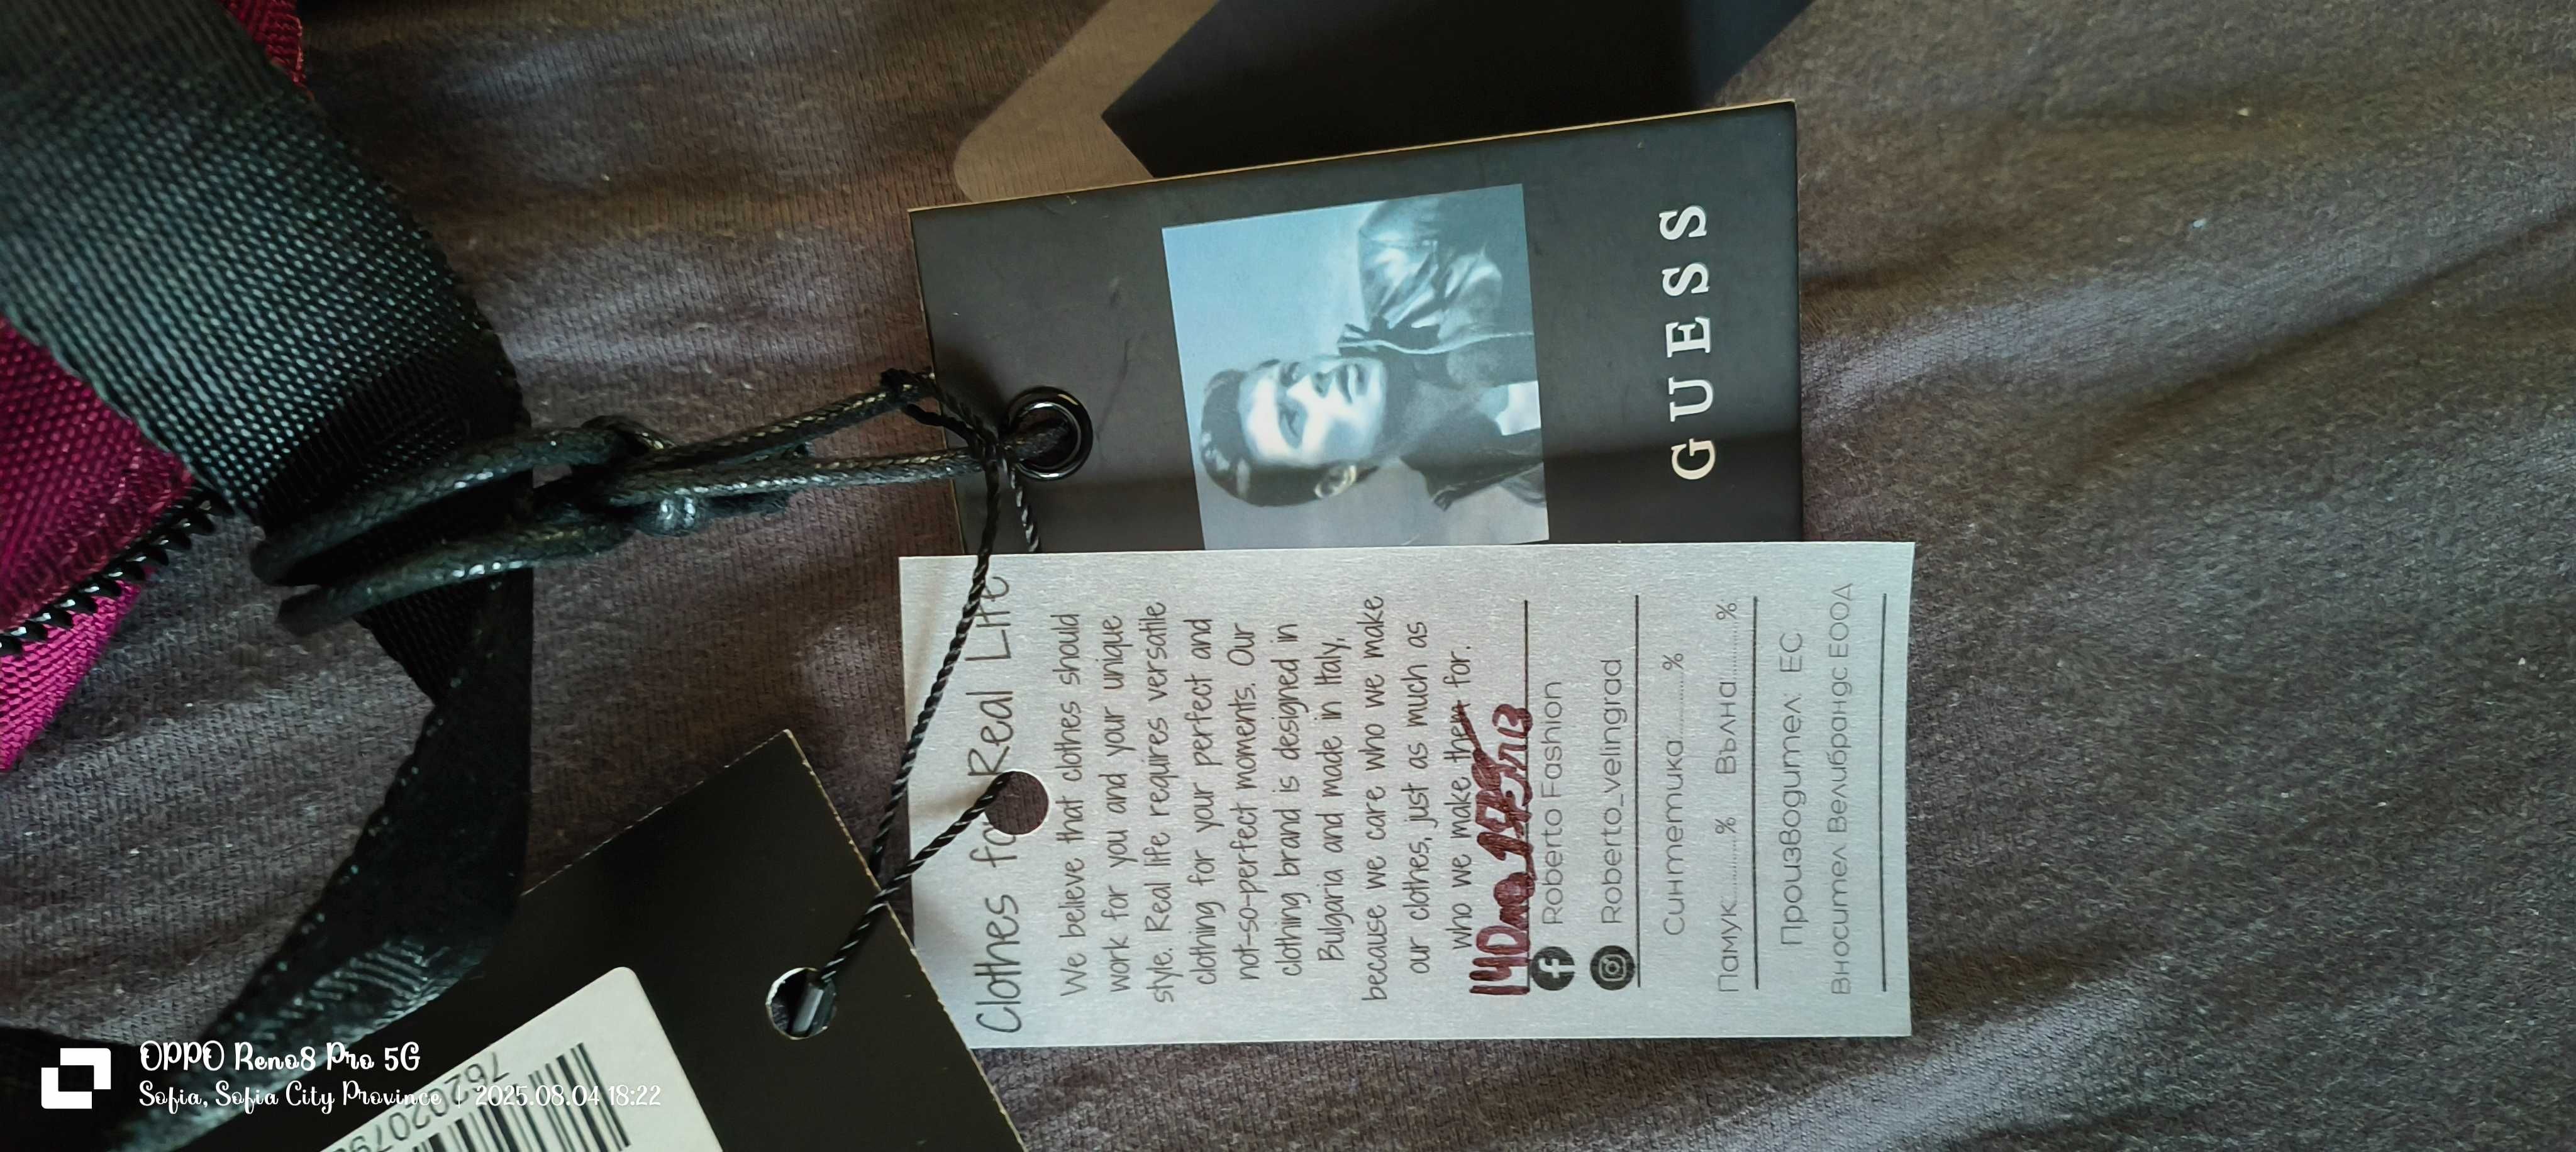 GUESS
Clothes for Real Life
We believe that clothes should
work for you and your unique
style. Real life requires versatile
clothing for your perfect and
not-so-perfect moments. Our
clothing brand is designed in
Bulgaria and made in Italy,
because we care who we make
our clothes, just as much as
who we make them for.
Roberto Fashion
Roberto_velingrad
Синтетика............%
Памук............% Вълна............%
Производител: ЕС
Вносител Велибрандс ЕООД
OPPO Reno8 Pro 5G
Sofia, Sofia City Province | 2025.08.04 18:22